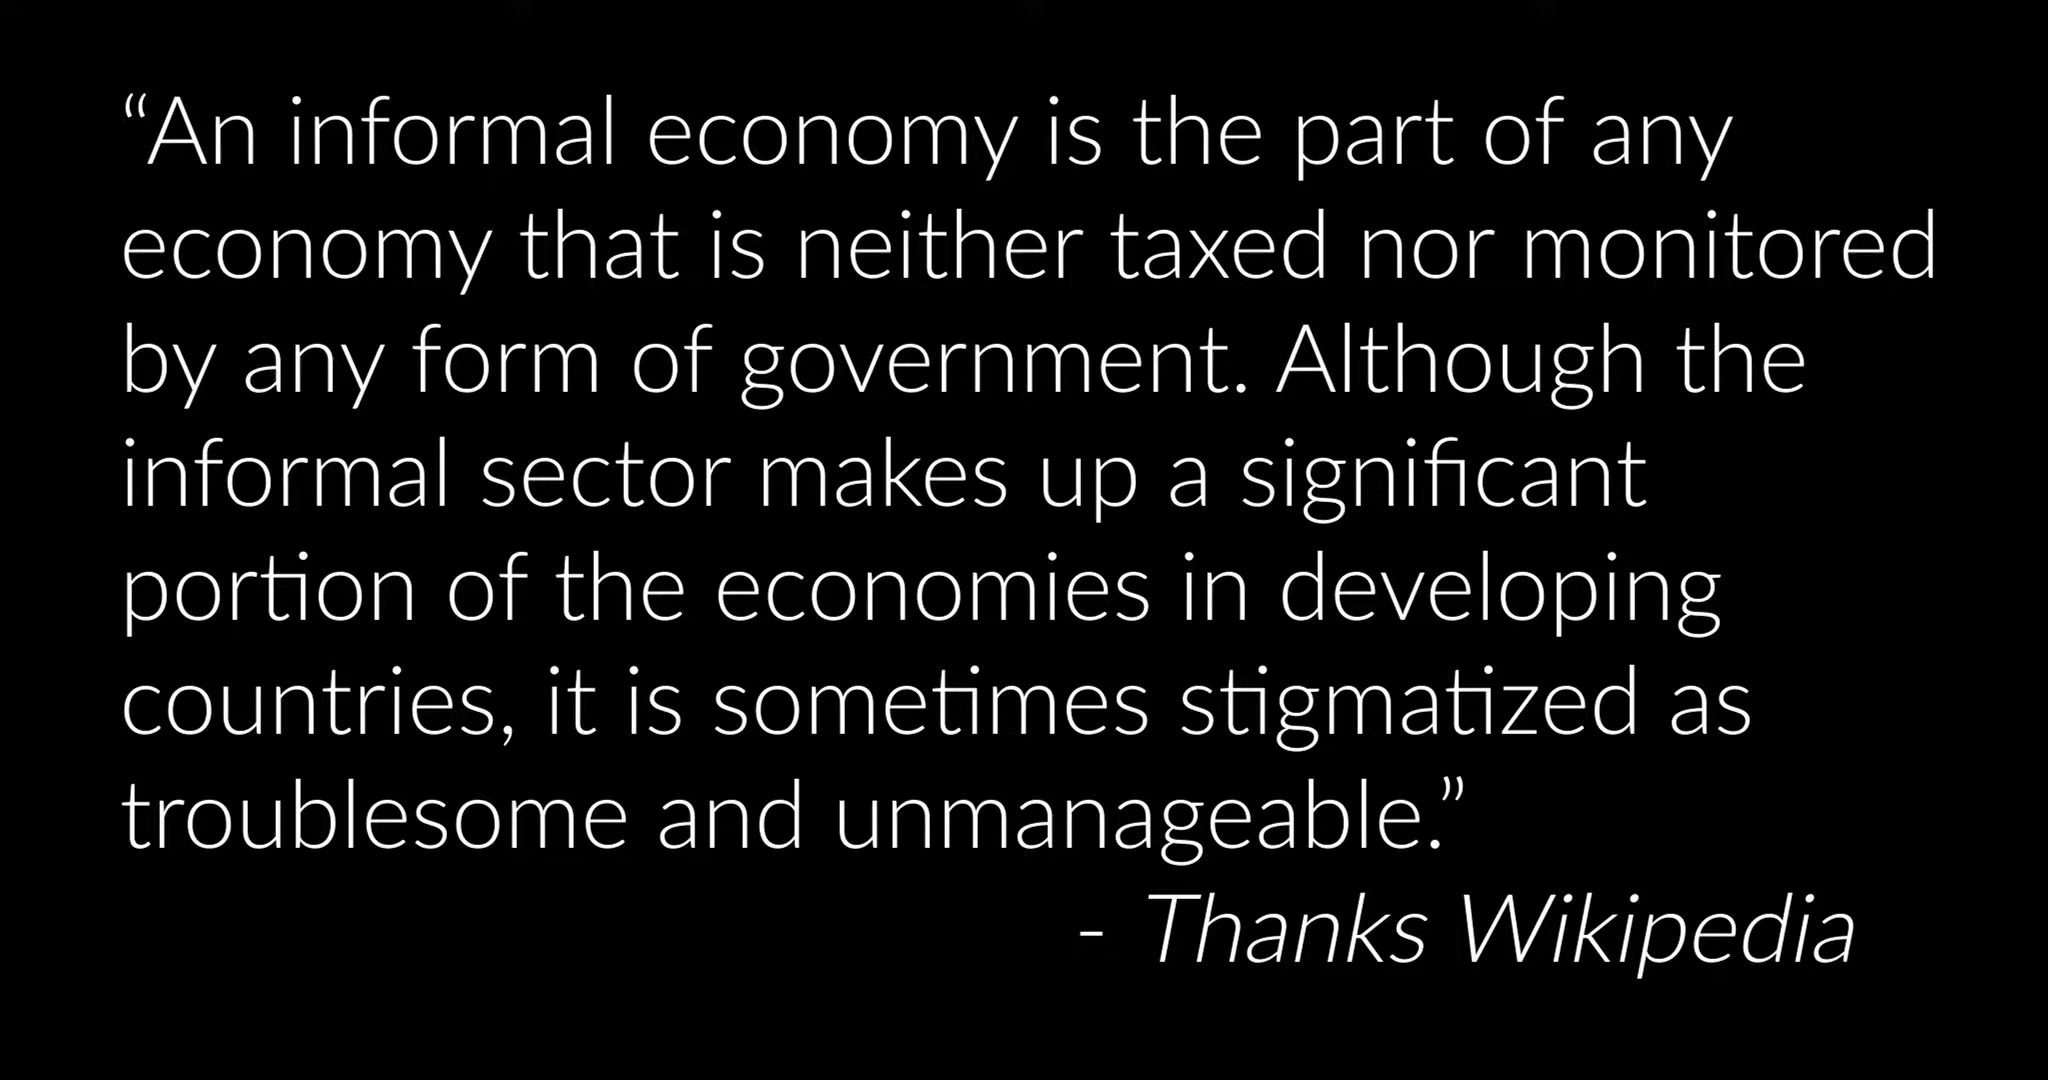 “An informal economy is the part of any
economy that is neither taxed nor monitored
by any form of government. Although the
informal sector makes up a significant
portion of the economies in developing
countries, it is sometimes stigmatized as
troublesome and unmanageable.”
- Thanks Wikipedia